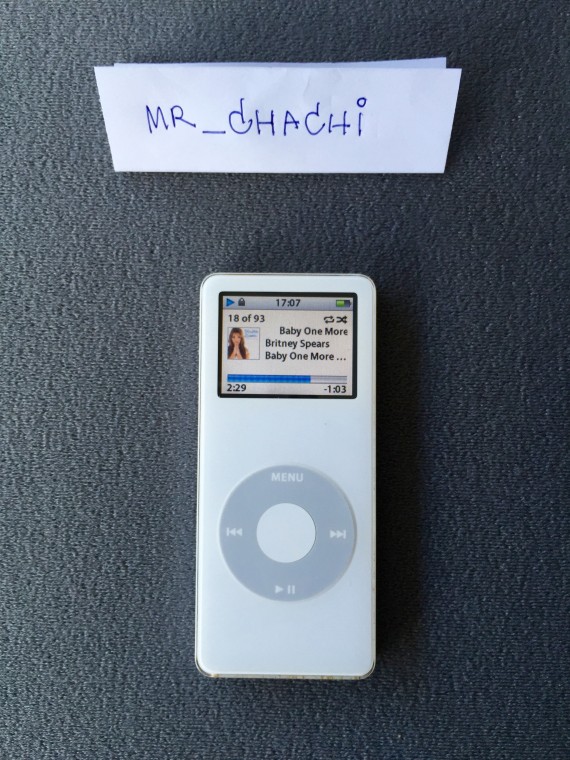 MR_CHACHi
17:07
18 of 93
Baby One More
Britney Spears
Baby One More ...
2:29 -1:03
MENU